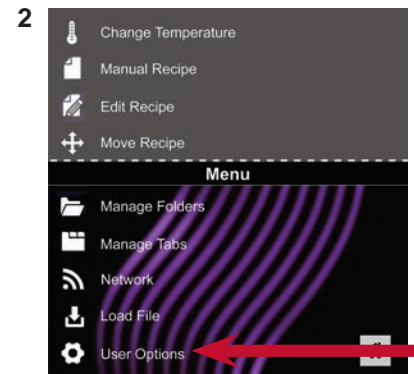 2
Change Temperature
Manual Recipe
Edit Recipe
Move Recipe
Menu
Manage Folders
Manage Tabs
Network
Load File
User Options